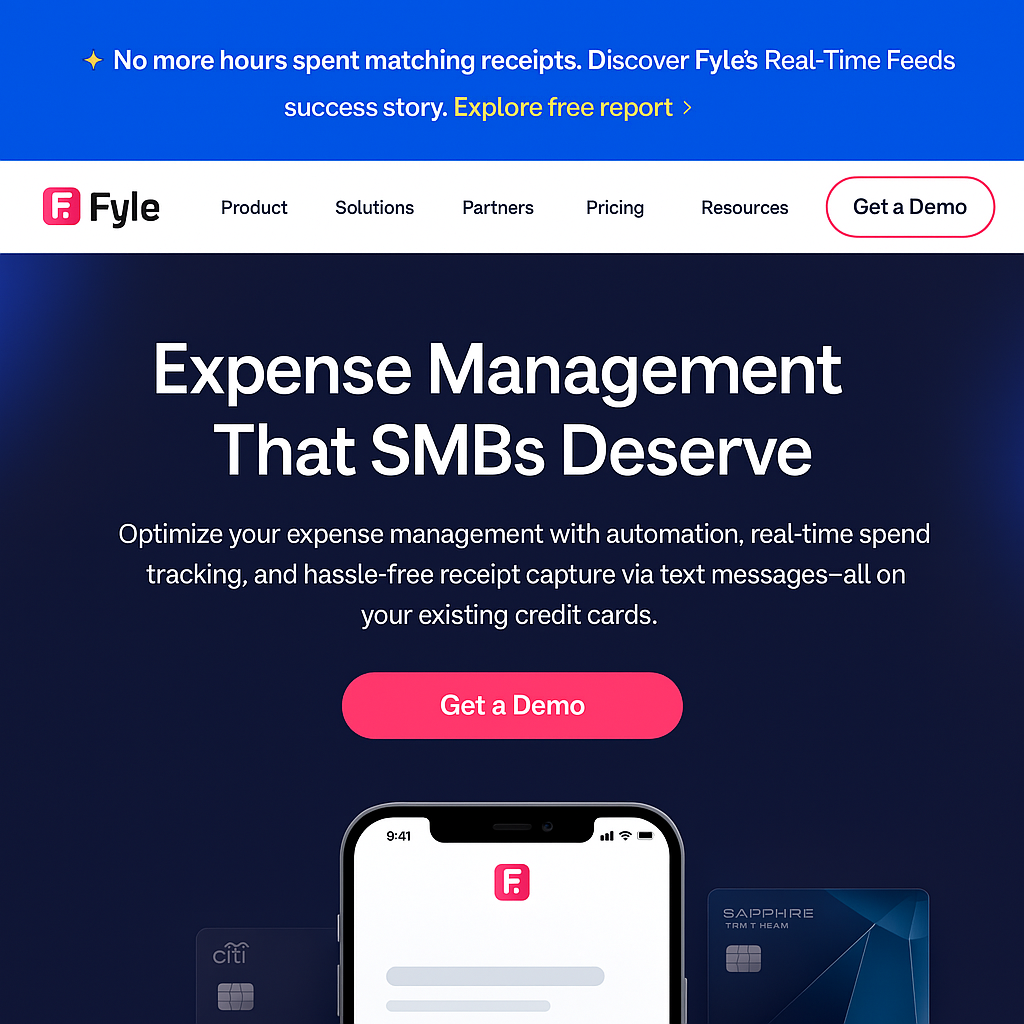 No more hours spent matching receipts. Discover Fyle's Real-Time Feeds
success story. Explore free report >
Fyle
Product
Solutions
Partners
Pricing
Resources
Get a Demo
Expense Management
That SMBs Deserve
Optimize your expense management with automation, real-time spend
tracking, and hassle-free receipt capture via text messages–all on
your existing credit cards.
Get a Demo
9:41
citi
SAPPHIRE
TRM T HEAM